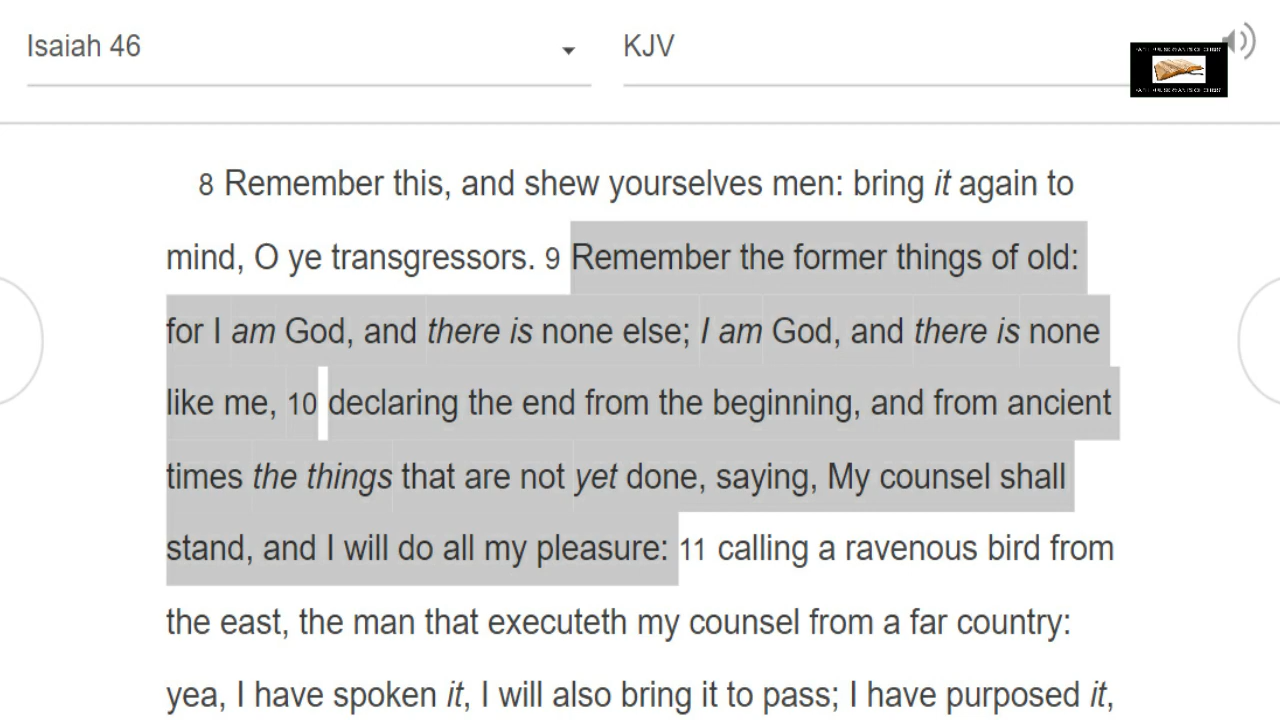 Isaiah 46
KJV
8 Remember this, and shew yourselves men: bring it again to
mind, O ye transgressors. 9 Remember the former things of old:
for I am God, and there is none else; I am God, and there is none
like me, 10 declaring the end from the beginning, and from ancient
times the things that are not yet done, saying, My counsel shall
stand, and I will do all my pleasure: 11 calling a ravenous bird from
the east, the man that executeth my counsel from a far country:
yea, I have spoken it, I will also bring it to pass; I have purposed it,